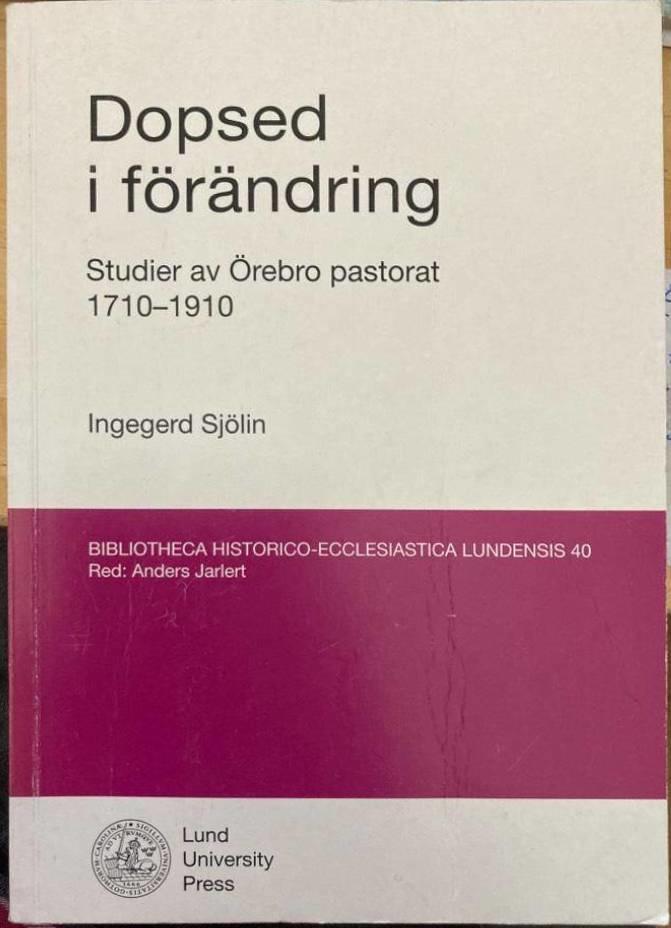 Dopsed
i förändring
Studier av Örebro pastorat
1710–1910
Ingegerd Sjölin
BIBLIOTHECA HISTORICO-ECCLESIASTICA LUNDENSIS 40
Red: Anders Jarlert
Lund
University
Press